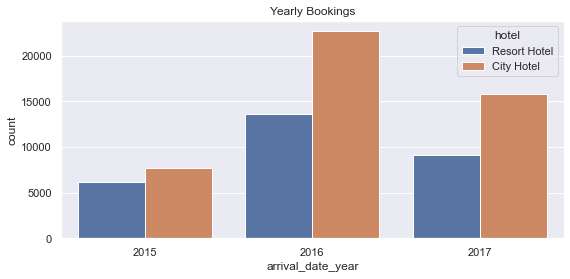 Yearly Bookings
hotel
Resort Hotel
City Hotel
count
20000
15000
10000
5000
0
2015 2016 2017
arrival_date_year